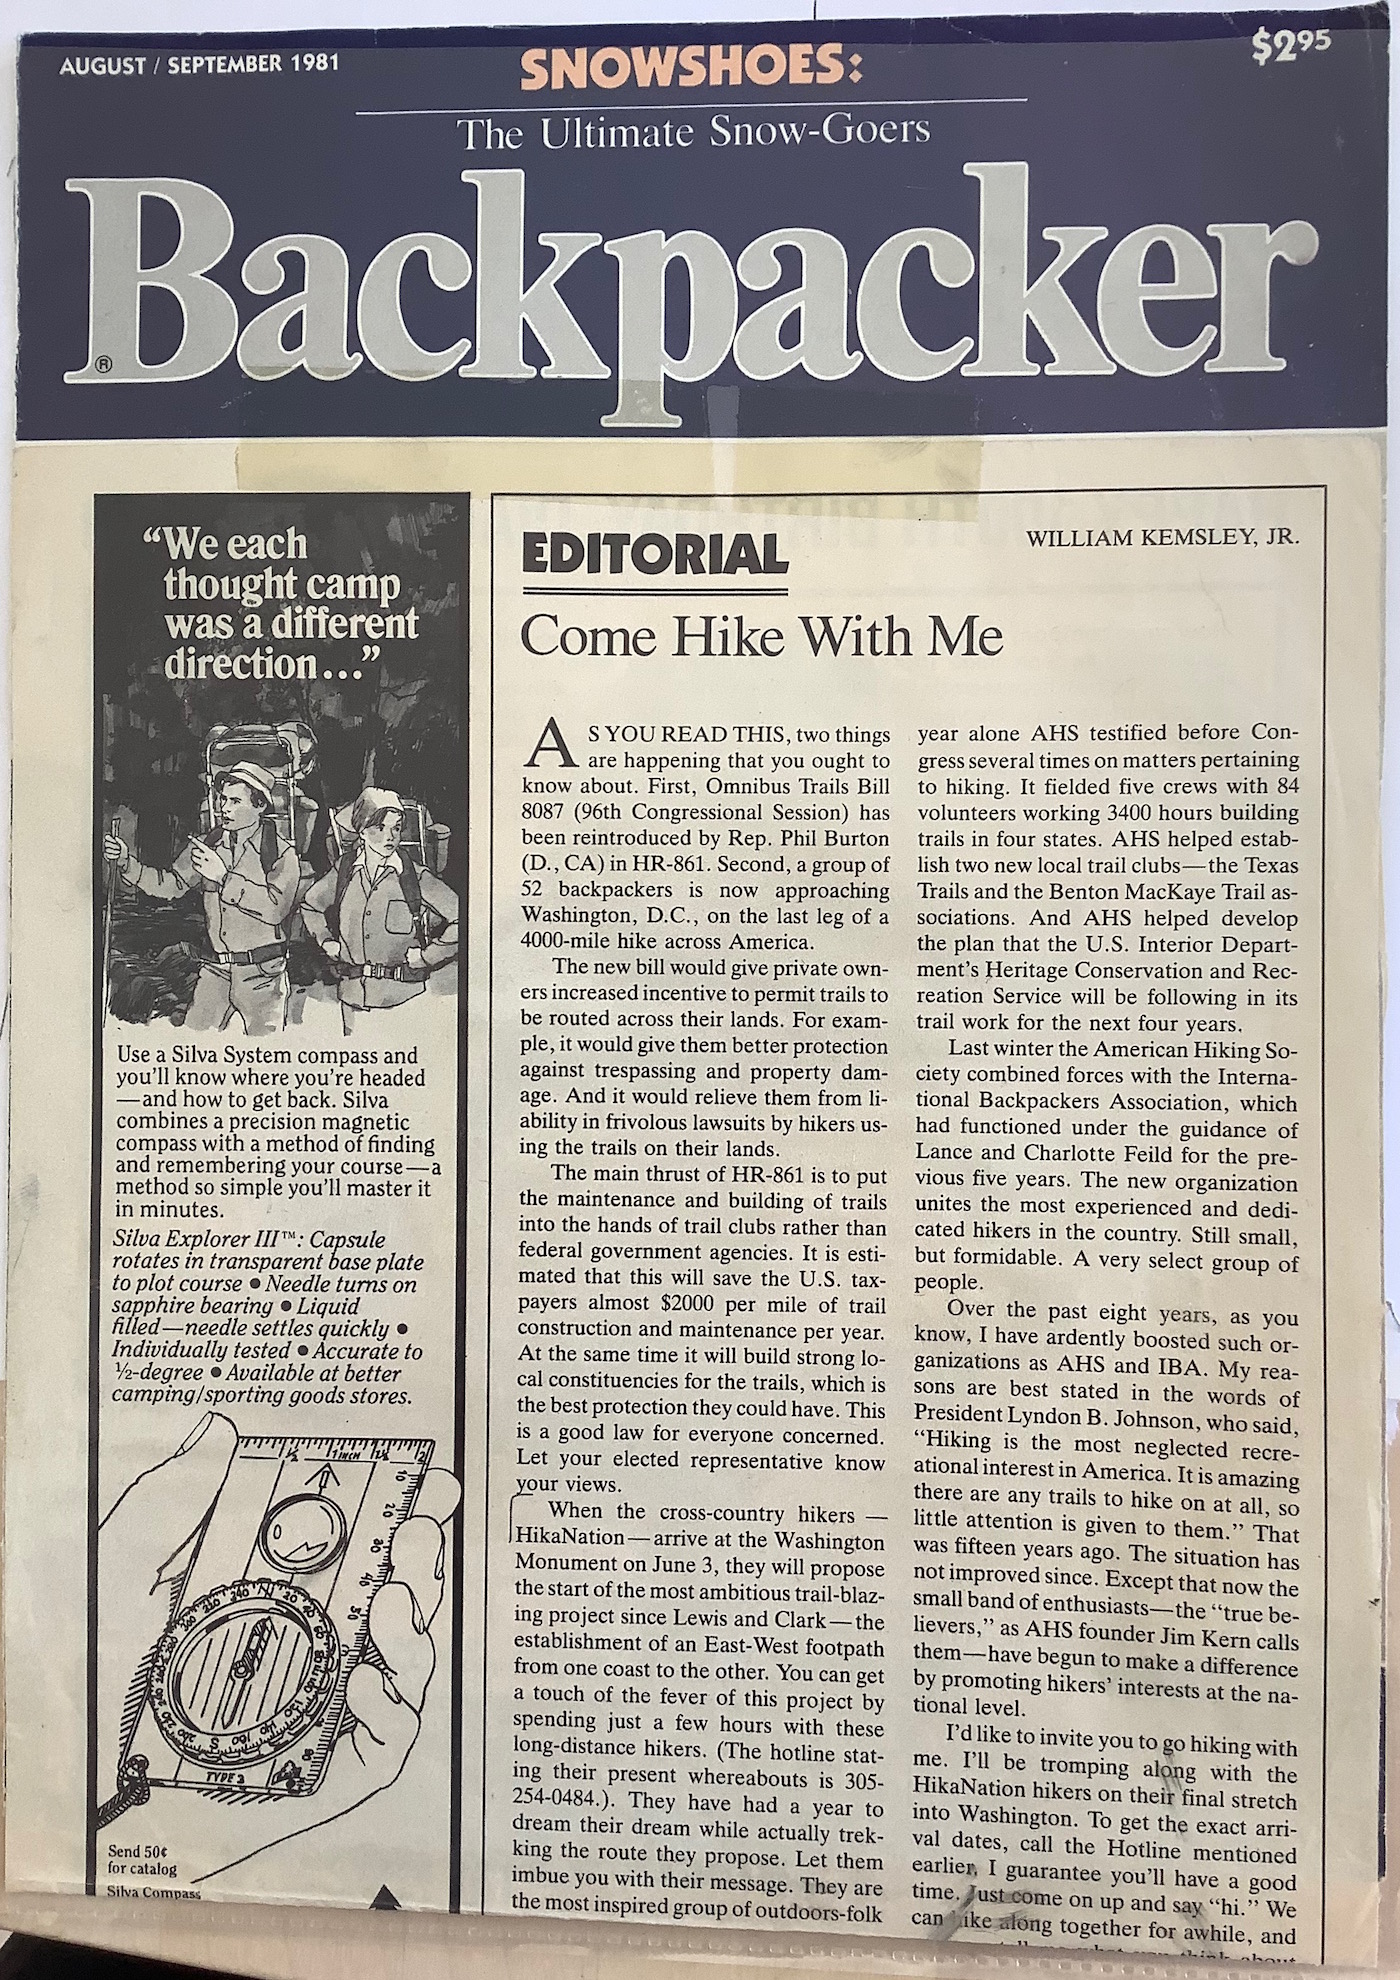 AUGUST / SEPTEMBER 1981
SNOWSHOES:
$2.95
The Ultimate Snow-Goers
Backpacker
®
"We each
thought camp
was a different
direction..."
Use a Silva System compass and
you'll know where you're headed
—and how to get back. Silva
combines a precision magnetic
compass with a method of finding
and remembering your course—a
method so simple you'll master it
in minutes.
Silva Explorer III™: Capsule
rotates in transparent base plate
to plot course ● Needle turns on
sapphire bearing ● Liquid
filled—needle settles quickly ●
Individually tested ● Accurate to
½-degree ● Available at better
camping/sporting goods stores.
½ 1 INCH 1½ 2
10
20
30
40
50
TYPE 3
Send 50¢
for catalog
Silva Compass
EDITORIAL
WILLIAM KEMSLEY, JR.
Come Hike With Me
AS YOU READ THIS, two things
are happening that you ought to
know about. First, Omnibus Trails Bill
8087 (96th Congressional Session) has
been reintroduced by Rep. Phil Burton
(D., CA) in HR-861. Second, a group of
52 backpackers is now approaching
Washington, D.C., on the last leg of a
4000-mile hike across America.
The new bill would give private own-
ers increased incentive to permit trails to
be routed across their lands. For exam-
ple, it would give them better protection
against trespassing and property dam-
age. And it would relieve them from li-
ability in frivolous lawsuits by hikers us-
ing the trails on their lands.
The main thrust of HR-861 is to put
the maintenance and building of trails
into the hands of trail clubs rather than
federal government agencies. It is esti-
mated that this will save the U.S. tax-
payers almost $2000 per mile of trail
construction and maintenance per year.
At the same time it will build strong lo-
cal constituencies for the trails, which is
the best protection they could have. This
is a good law for everyone concerned.
Let your elected representative know
your views.
When the cross-country hikers —
HikaNation—arrive at the Washington
Monument on June 3, they will propose
the start of the most ambitious trail-blaz-
ing project since Lewis and Clark—the
establishment of an East-West footpath
from one coast to the other. You can get
a touch of the fever of this project by
spending just a few hours with these
long-distance hikers. (The hotline stat-
ing their present whereabouts is 305-
254-0484.). They have had a year to
dream their dream while actually trek-
king the route they propose. Let them
imbue you with their message. They are
the most inspired group of outdoors-folk
year alone AHS testified before Con-
gress several times on matters pertaining
to hiking. It fielded five crews with 84
volunteers working 3400 hours building
trails in four states. AHS helped estab-
lish two new local trail clubs—the Texas
Trails and the Benton MacKaye Trail as-
sociations. And AHS helped develop
the plan that the U.S. Interior Depart-
ment's Heritage Conservation and Rec-
reation Service will be following in its
trail work for the next four years.
Last winter the American Hiking So-
ciety combined forces with the Interna-
tional Backpackers Association, which
had functioned under the guidance of
Lance and Charlotte Feild for the pre-
vious five years. The new organization
unites the most experienced and dedi-
cated hikers in the country. Still small,
but formidable. A very select group of
people.
Over the past eight years, as you
know, I have ardently boosted such or-
ganizations as AHS and IBA. My rea-
sons are best stated in the words of
President Lyndon B. Johnson, who said,
"Hiking is the most neglected recre-
ational interest in America. It is amazing
there are any trails to hike on at all, so
little attention is given to them." That
was fifteen years ago. The situation has
not improved since. Except that now the
small band of enthusiasts—the "true be-
lievers," as AHS founder Jim Kern calls
them—have begun to make a difference
by promoting hikers' interests at the na-
tional level.
I'd like to invite you to go hiking with
me. I'll be tromping along with the
HikaNation hikers on their final stretch
into Washington. To get the exact arri-
val dates, call the Hotline mentioned
earlier. I guarantee you'll have a good
time. Just come on up and say "hi." We
can hike along together for awhile, and
what you think about